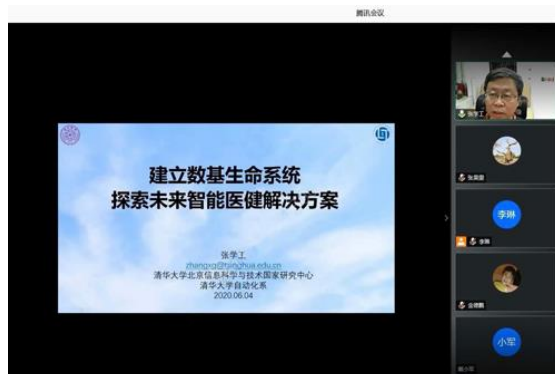 腾讯会议
建立数基生命系统
探索未来智能医健解决方案
张学工
zhangxg@tsinghua.edu.cn
清华大学北京信息科学与技术国家研究中心
清华大学自动化系
2020.06.04
张学工
李琳
李琳
小军